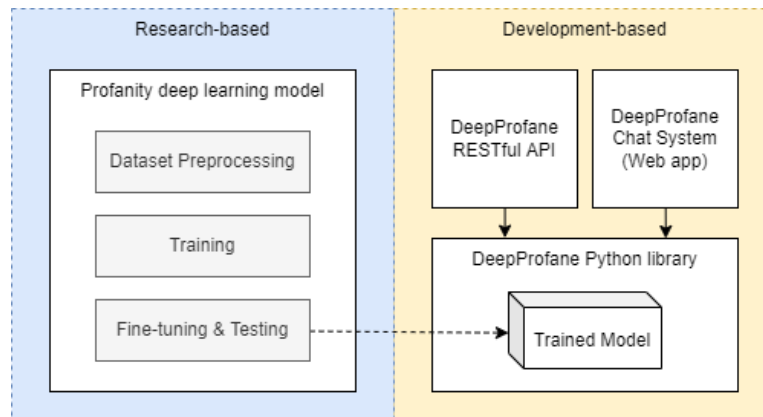 Research-based
Profanity deep learning model
Dataset Preprocessing
Training
Fine-tuning & Testing
Development-based
DeepProfane
RESTful API
DeepProfane
Chat System
(Web app)
DeepProfane Python library
Trained Model